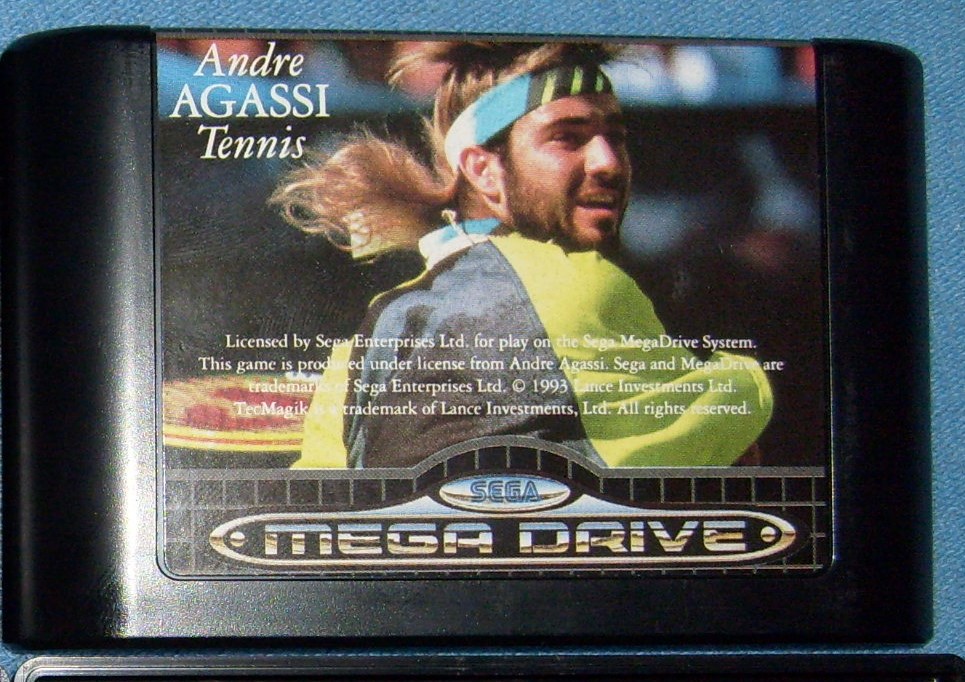 Andre
AGASSI
Tennis
Licensed by Sega Enterprises Ltd. for play on the Sega MegaDrive System.
This game is produced under license from Andre Agassi. Sega and MegaDrive are
trademarks of Sega Enterprises Ltd. © 1993 Lance Investments Ltd.
TecMagik is a trademark of Lance Investments, Ltd. All rights reserved.
SEGA
MEGA DRIVE